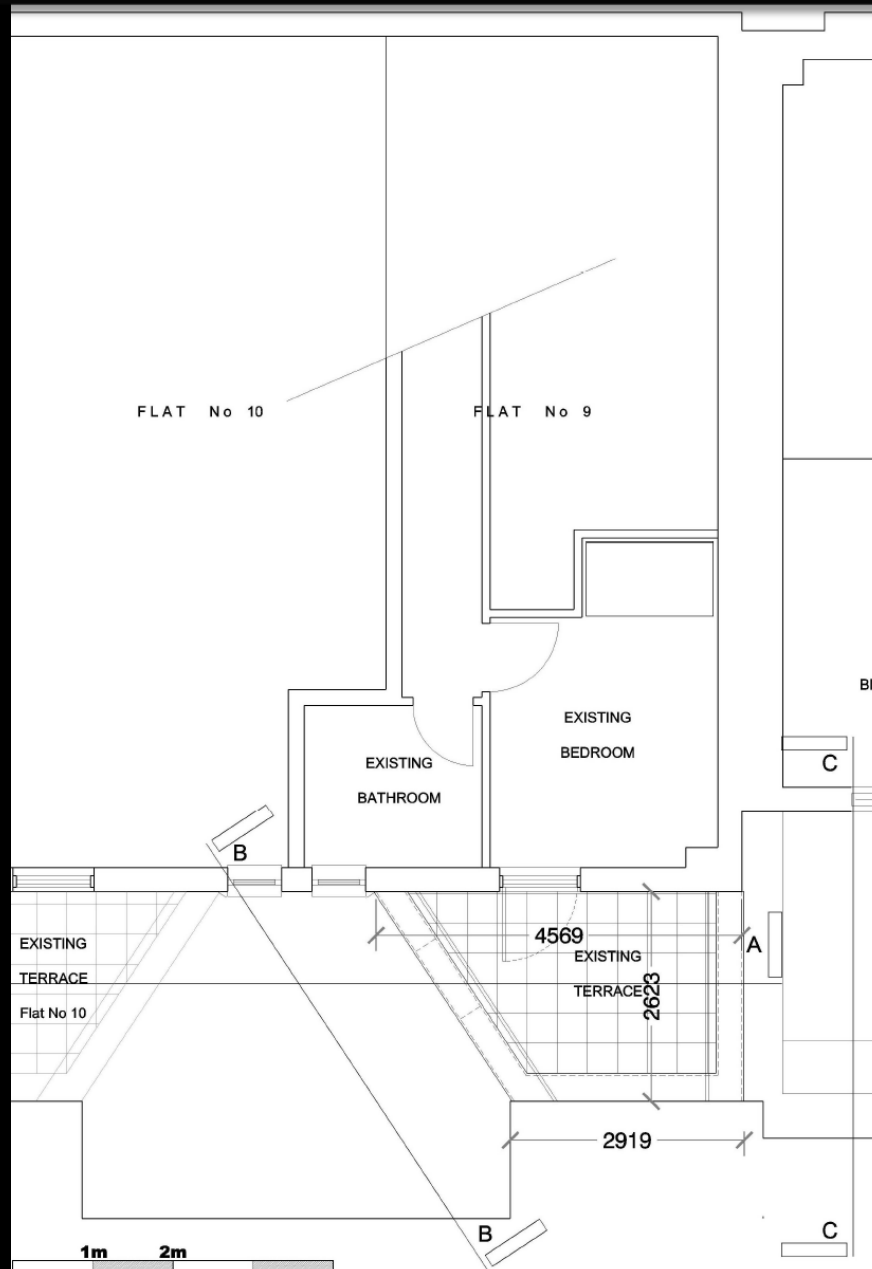 FLAT No 10
FLAT No 9
EXISTING
BEDROOM
EXISTING
BATHROOM
C
B
EXISTING
TERRACE
Flat No 10
4569
EXISTING
TERRACE
2623
A
2919
B
C
1m 2m